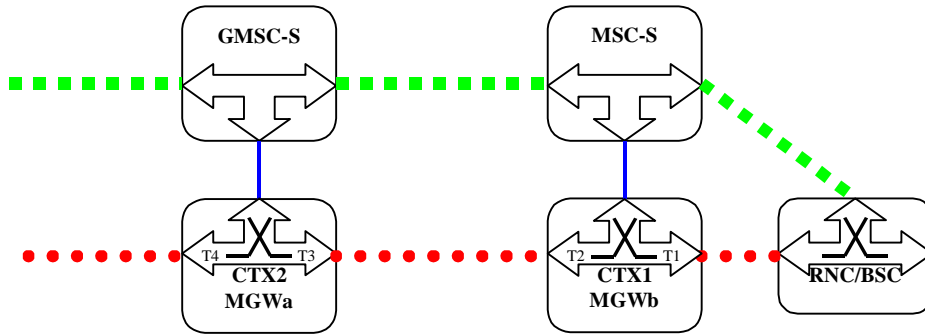 GMSC-S
MSC-S
T4
T3
CTX2
MGWa
T2
T1
CTX1
MGWb
RNC/BSC